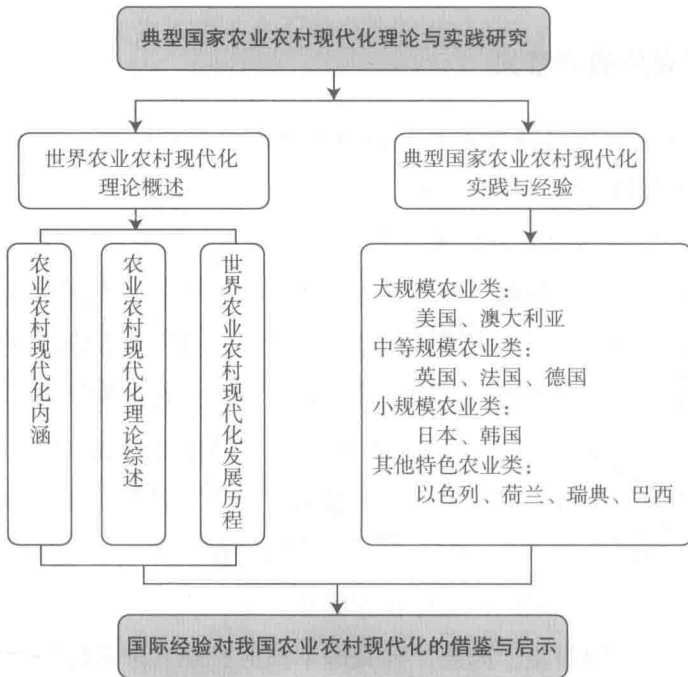 典型国家农业农村现代化理论与实践研究
世界农业农村现代化
理论概述
典型国家农业农村现代化
实践与经验
农业农村现代化内涵
农业农村现代化理论综述
世界农业农村现代化发展历程
大规模农业类：
美国、澳大利亚
中等规模农业类：
英国、法国、德国
小规模农业类：
日本、韩国
其他特色农业类：
以色列、荷兰、瑞典、巴西
国际经验对我国农业农村现代化的借鉴与启示